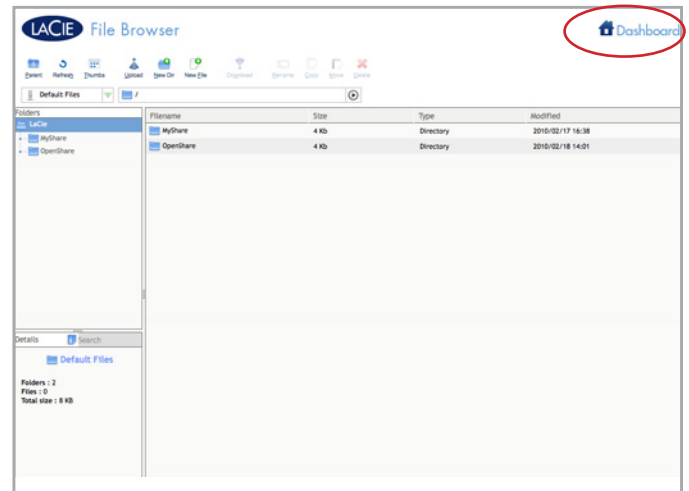 LACIE File Browser
Dashboard
Parent Refresh Thumbs Upload New Dir New File Download Rename Copy Move Delete
Default Files /
Folders
LaCie
MyShare
OpenShare
Filename Size Type Modified
MyShare 4 Kb Directory 2010/02/17 16:38
OpenShare 4 Kb Directory 2010/02/18 14:01
Details Search
Default Files
Folders : 2
Files : 0
Total size : 8 KB